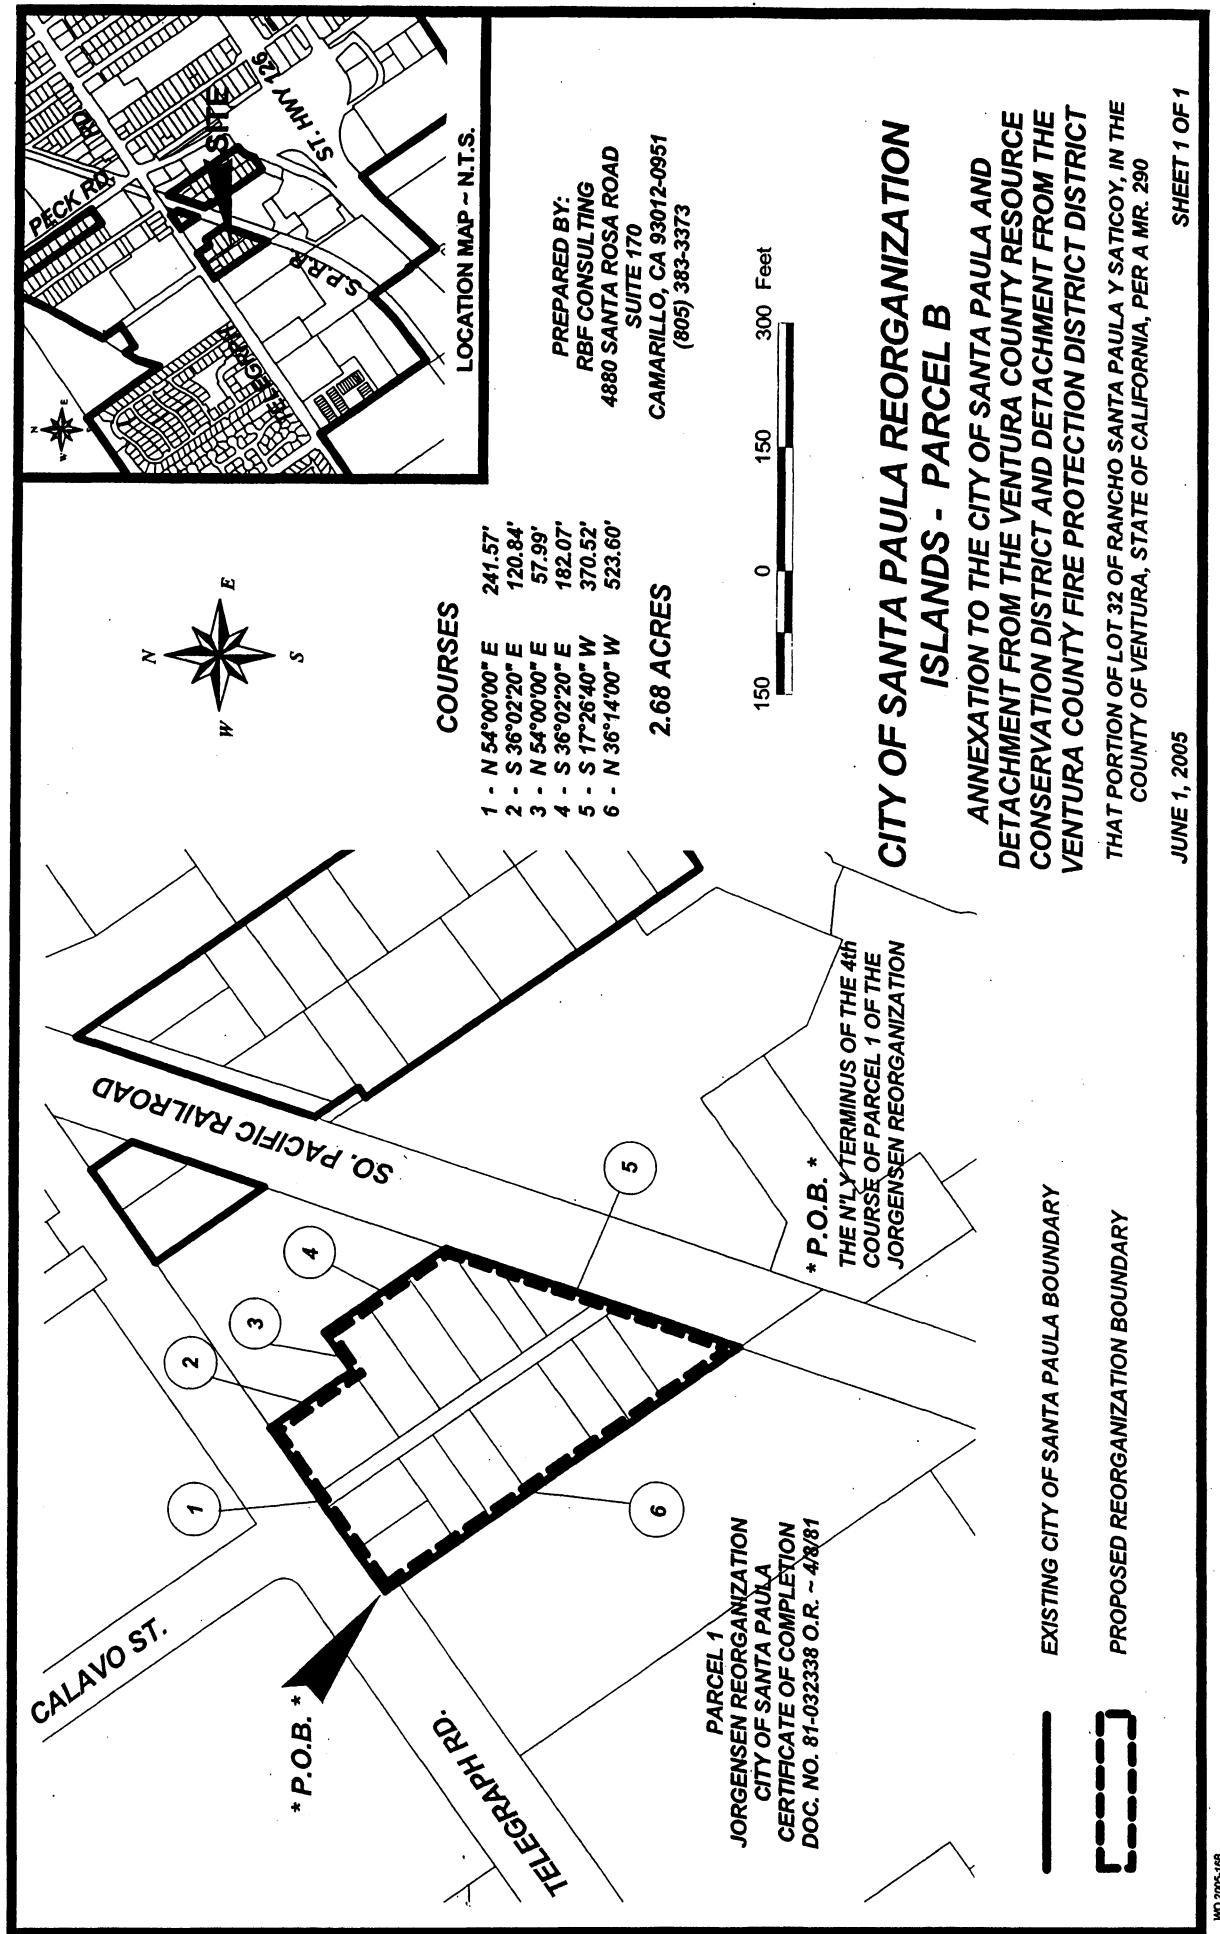 CALAVO ST.
* P.O.B. *
TELEGRAPH RD.
1
2
3
4
5
6
SO. PACIFIC RAILROAD
PARCEL 1
JORGENSEN REORGANIZATION
CITY OF SANTA PAULA
CERTIFICATE OF COMPLETION
DOC. NO. 81-032338 O.R. ~ 4/8/81
* P.O.B. *
THE N'LY TERMINUS OF THE 4th
COURSE OF PARCEL 1 OF THE
JORGENSEN REORGANIZATION
EXISTING CITY OF SANTA PAULA BOUNDARY
PROPOSED REORGANIZATION BOUNDARY
N
W
E
S
COURSES
1 - N 54°00'00" E 241.57'
2 - S 36°02'20" E 120.84'
3 - N 54°00'00" E 57.99'
4 - S 36°02'20" E 182.07'
5 - S 17°26'40" W 370.52'
6 - N 36°14'00" W 523.60'
2.68 ACRES
N
W
E
PECK RD.
RD
SITE
ST. HWY 126
S.P.R.R.
TELEGRAPH
LOCATION MAP ~ N.T.S.
PREPARED BY:
RBF CONSULTING
4880 SANTA ROSA ROAD
SUITE 170
CAMARILLO, CA 93012-0951
(805) 383-3373
150 0 150 300 Feet
CITY OF SANTA PAULA REORGANIZATION
ISLANDS - PARCEL B
ANNEXATION TO THE CITY OF SANTA PAULA AND
DETACHMENT FROM THE VENTURA COUNTY RESOURCE
CONSERVATION DISTRICT AND DETACHMENT FROM THE
VENTURA COUNTY FIRE PROTECTION DISTRICT DISTRICT
THAT PORTION OF LOT 32 OF RANCHO SANTA PAULA Y SATICOY, IN THE
COUNTY OF VENTURA, STATE OF CALIFORNIA, PER A MR. 290
JUNE 1, 2005
SHEET 1 OF 1
WO 2005-16B